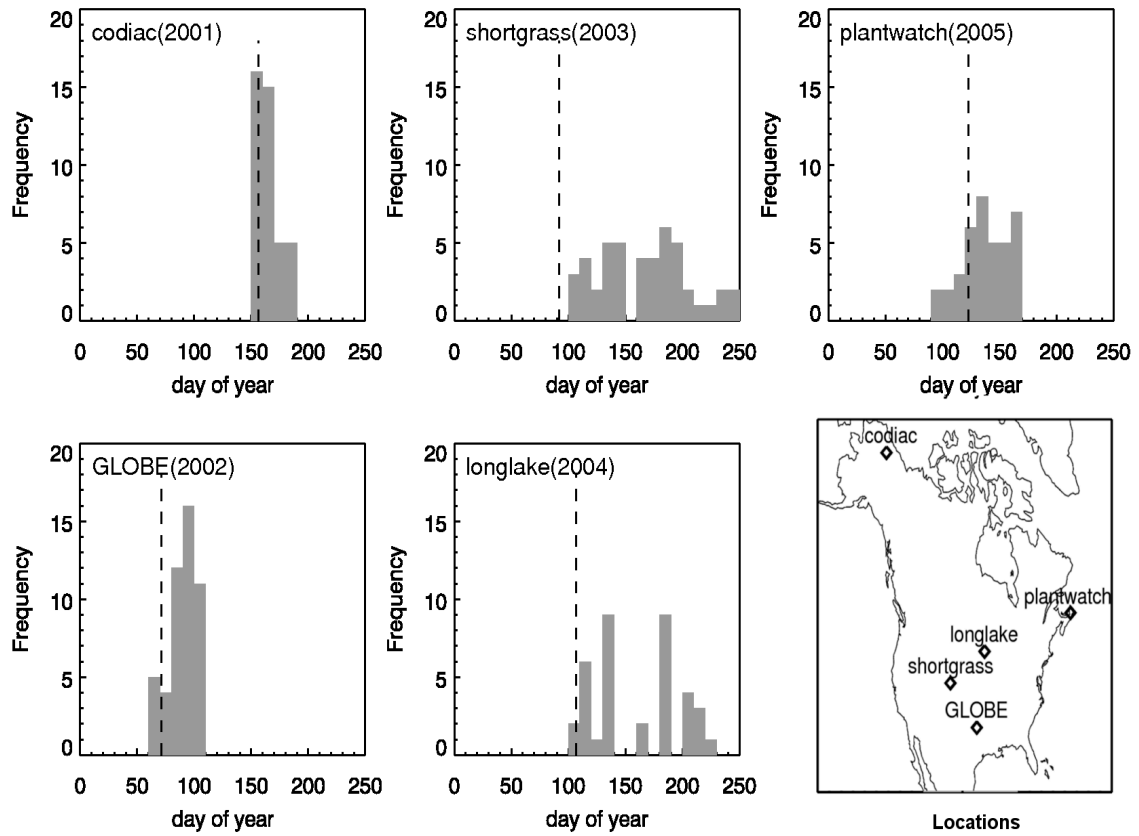 codiac(2001)
20
15
10
5
0
Frequency
0 50 100 150 200 250
day of year
shortgrass(2003)
20
15
10
5
0
Frequency
0 50 100 150 200 250
day of year
plantwatch(2005)
20
15
10
5
0
Frequency
0 50 100 150 200 250
day of year
GLOBE(2002)
20
15
10
5
0
Frequency
0 50 100 150 200 250
day of year
longlake(2004)
20
15
10
5
0
Frequency
0 50 100 150 200 250
day of year
codiac
plantwatch
longlake
shortgrass
GLOBE
Locations